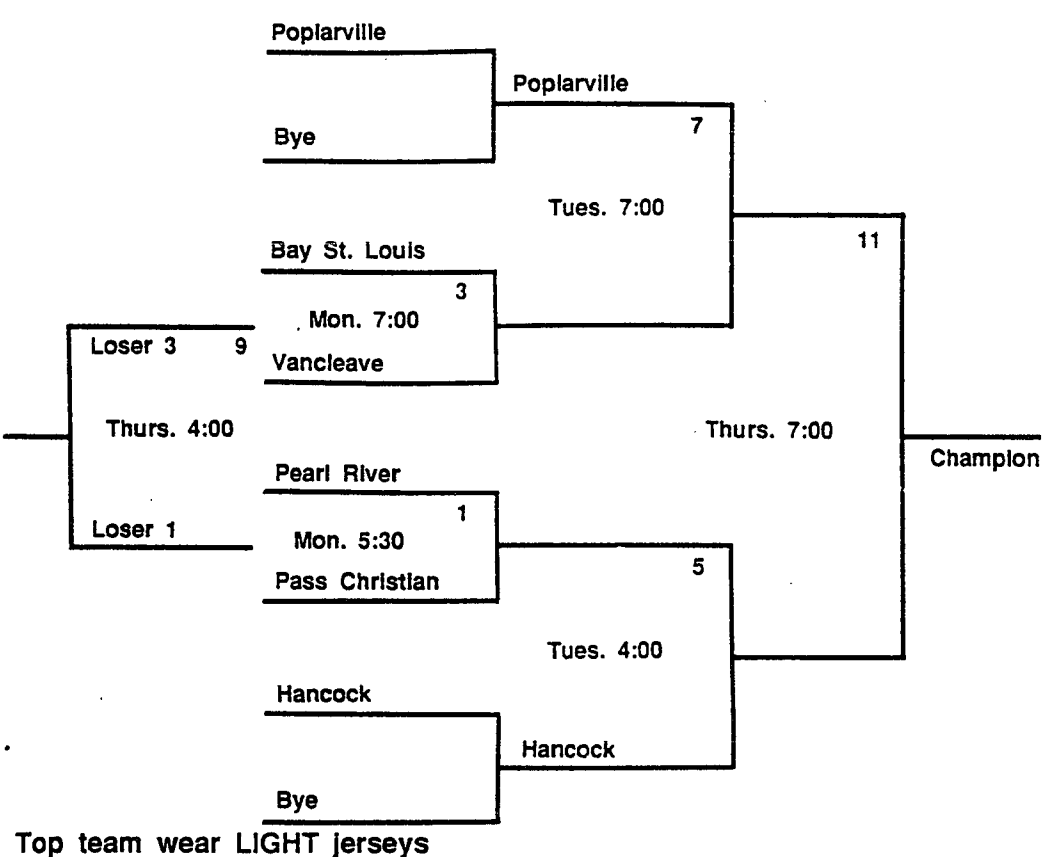 Poplarville
Poplarville
7
Bye
Tues. 7:00
11
Bay St. Louis
3
Mon. 7:00
Loser 3 9
Vancleave
Thurs. 4:00
Thurs. 7:00
Champion
Pearl River
1
Loser 1
Mon. 5:30
5
Pass Christian
Tues. 4:00
Hancock
Hancock
Bye
Top team wear LIGHT jerseys